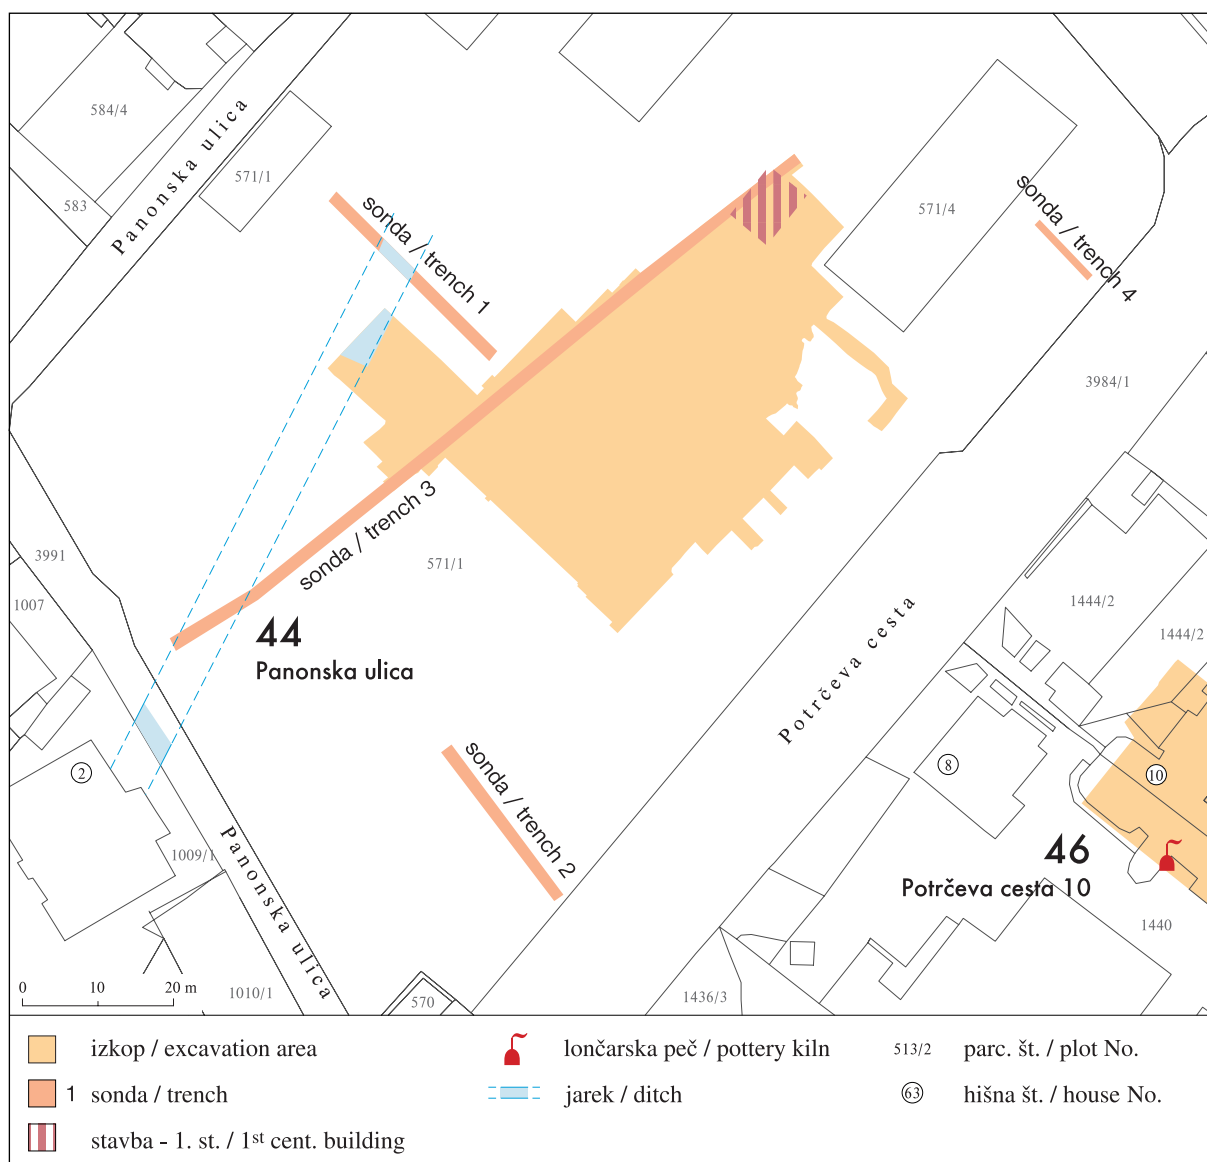 584/4
Panonska ulica
571/1
583
sonda / trench 1
571/4
sonda / trench 4
3984/1
sonda / trench 3
571/1
3991
1007
44
Panonska ulica
1444/2
1444/2
Potrčeva cesta
2
8
10
sonda / trench 2
46
Potrčeva cesta 10
1009/1
Panonska ulica
1440
0 10 20 m
1010/1
570
1436/3
izkop / excavation area
1 sonda / trench
stavba - 1. st. / 1st cent. building
lončarska peč / pottery kiln
jarek / ditch
513/2 parc. št. / plot No.
63 hišna št. / house No.